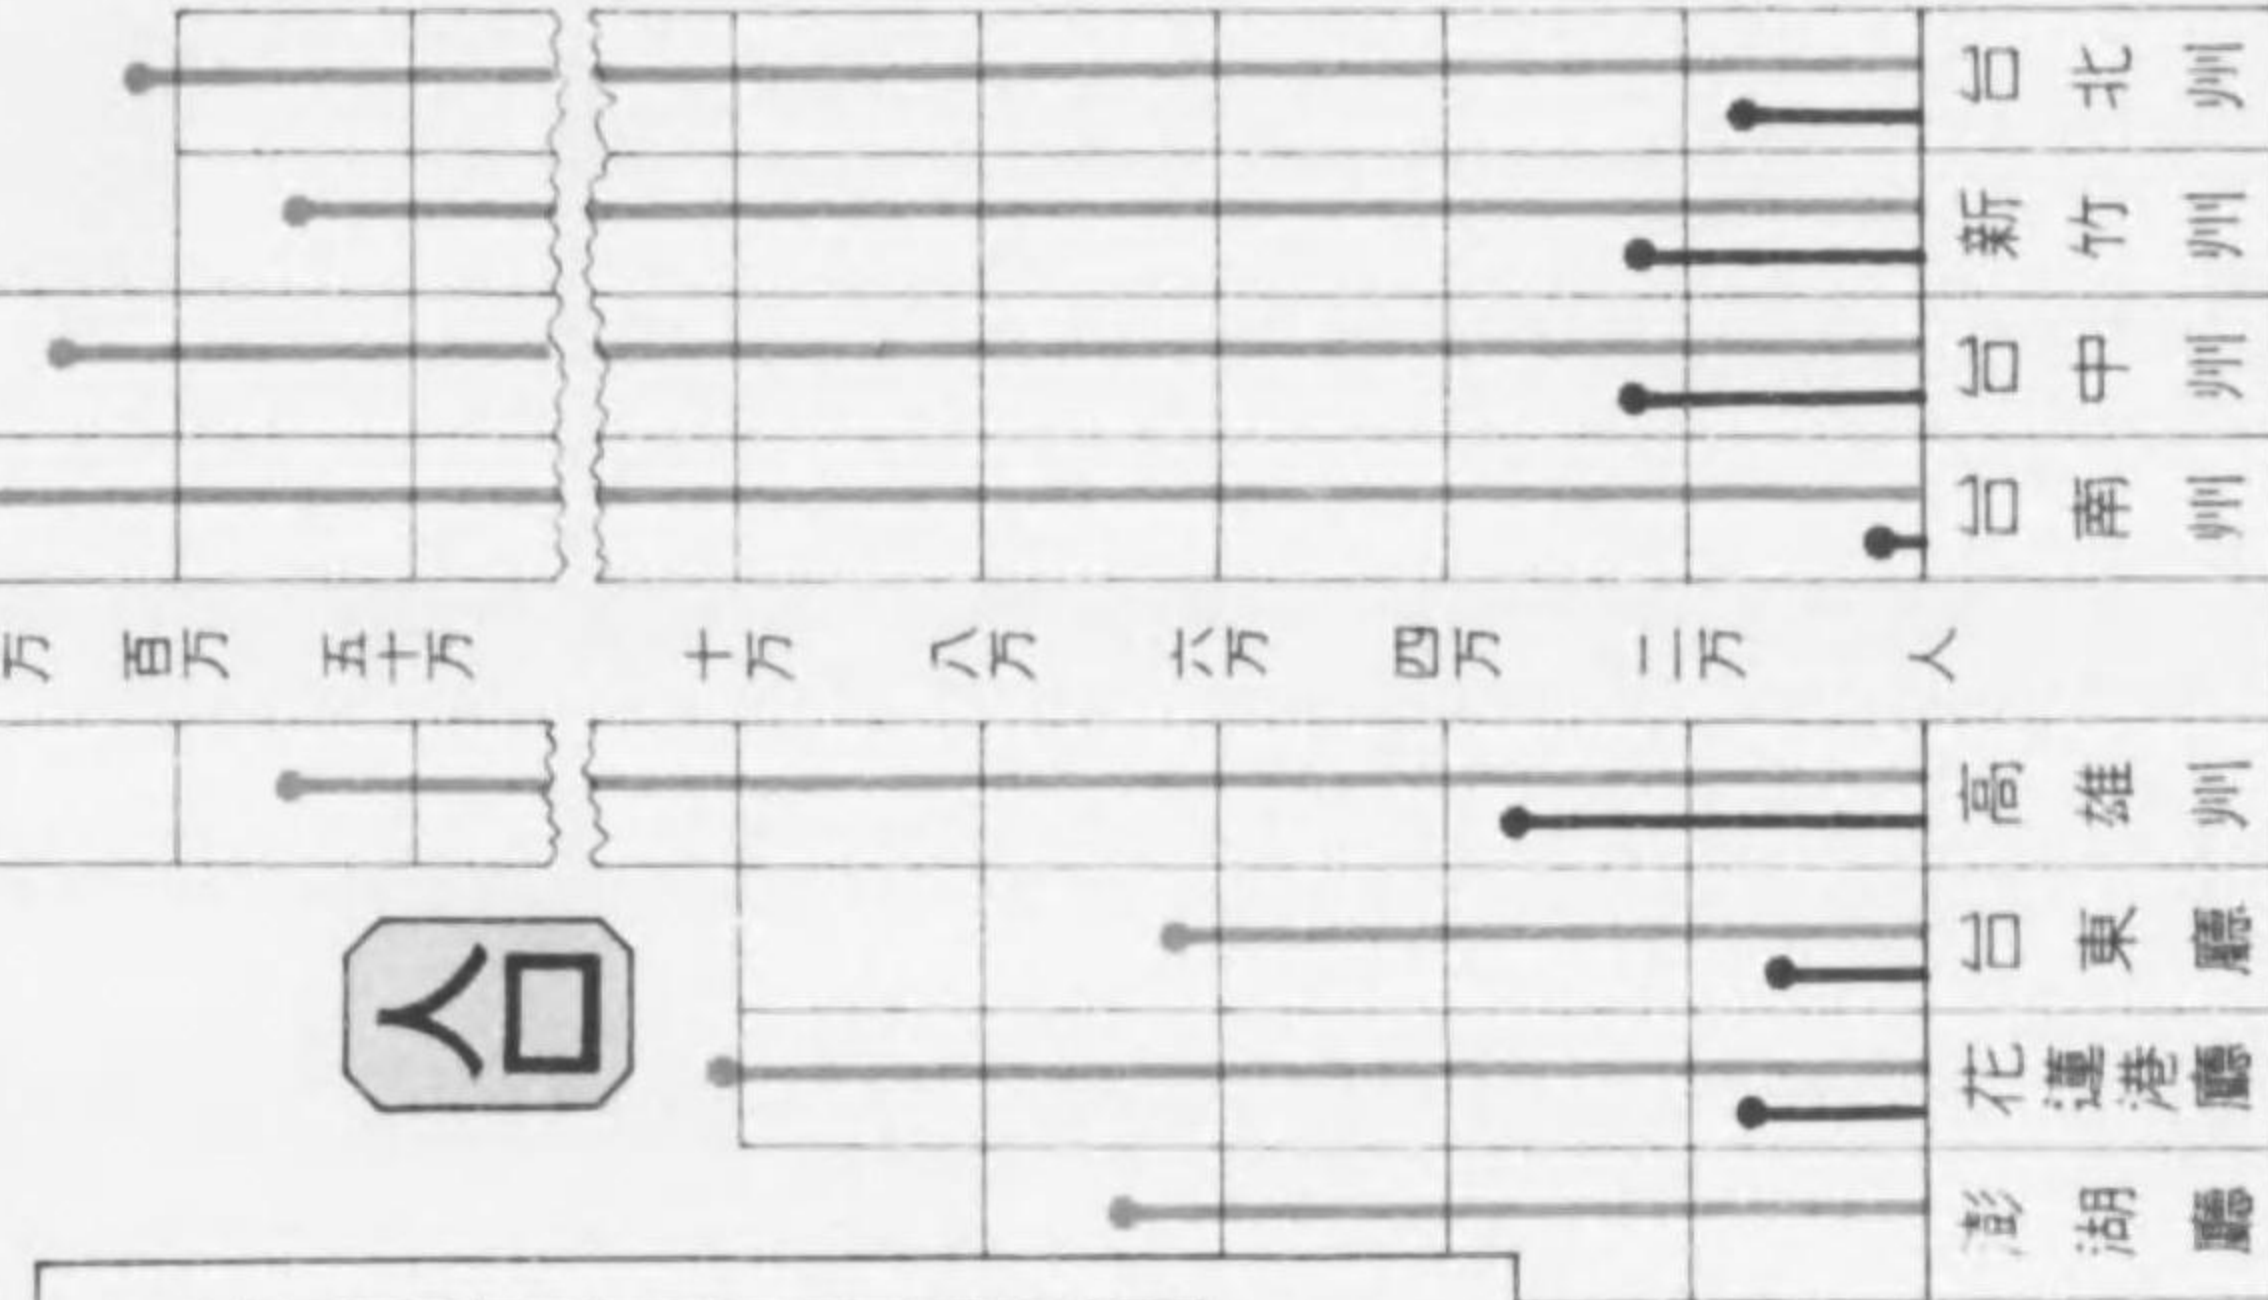 台北州
新竹州
台中州
台南州
万 百万 五十万 十万 八万 六万 四万 二万 人
高雄州
台東廳
花蓮港廳
澎湖廳
人口